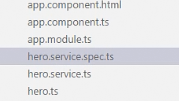 app.component.html
app.component.ts
app.module.ts
hero.service.spec.ts
hero.service.ts
hero.ts